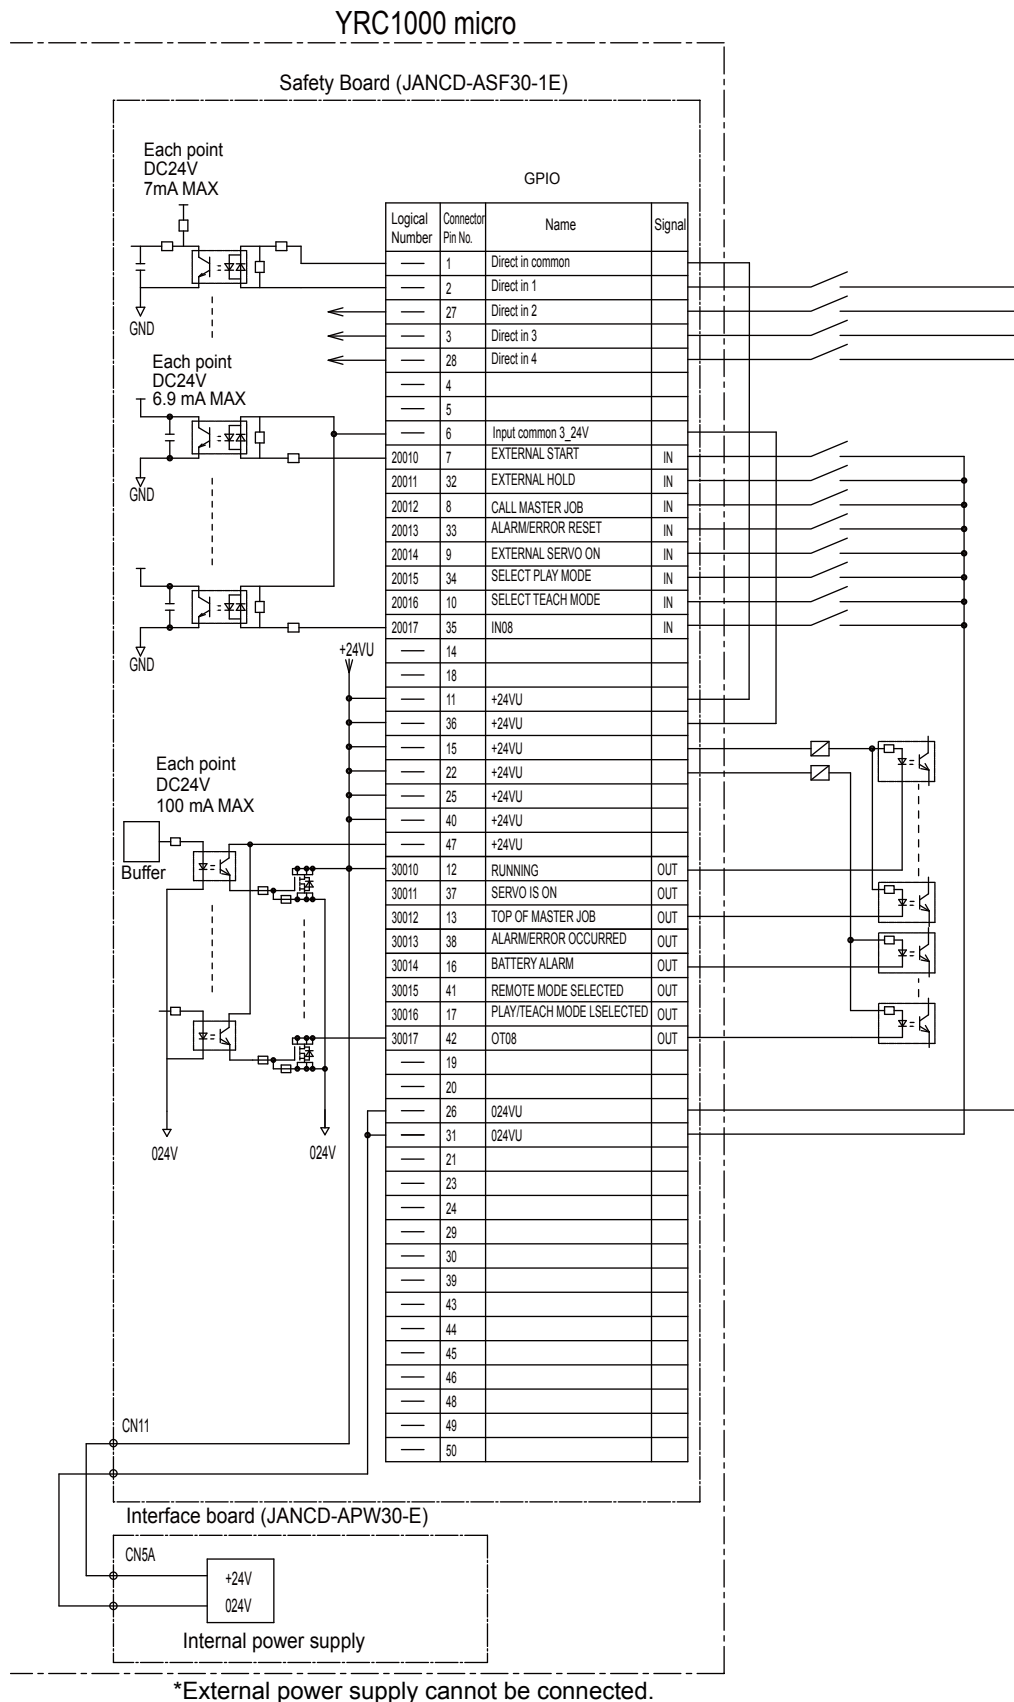 YRC1000 micro
Safety Board (JANCD-ASF30-1E)
Each point
DC24V
7mA MAX
GPIO
Logical Number Connector Pin No. Name Signal
— 1 Direct in common
— 2 Direct in 1
— 27 Direct in 2
— 3 Direct in 3
— 28 Direct in 4
— 4
— 5
— 6 Input common 3_24V
20010 7 EXTERNAL START IN
20011 32 EXTERNAL HOLD IN
20012 8 CALL MASTER JOB IN
20013 33 ALARM/ERROR RESET IN
20014 9 EXTERNAL SERVO ON IN
20015 34 SELECT PLAY MODE IN
20016 10 SELECT TEACH MODE IN
20017 35 IN08 IN
— 14
— 18
— 11 +24VU
— 36 +24VU
— 15 +24VU
— 22 +24VU
— 25 +24VU
— 40 +24VU
— 47 +24VU
30010 12 RUNNING OUT
30011 37 SERVO IS ON OUT
30012 13 TOP OF MASTER JOB OUT
30013 38 ALARM/ERROR OCCURRED OUT
30014 16 BATTERY ALARM OUT
30015 41 REMOTE MODE SELECTED OUT
30016 17 PLAY/TEACH MODE LSELECTED OUT
30017 42 OT08 OUT
— 19
— 20
— 26 024VU
— 31 024VU
— 21
— 23
— 24
— 29
— 30
— 39
— 43
— 44
— 45
— 46
— 48
— 49
— 50
GND
Each point
DC24V
6.9 mA MAX
GND
GND
+24VU
Each point
DC24V
100 mA MAX
Buffer
024V
024V
CN11
Interface board (JANCD-APW30-E)
CN5A
+24V
024V
Internal power supply
*External power supply cannot be connected.